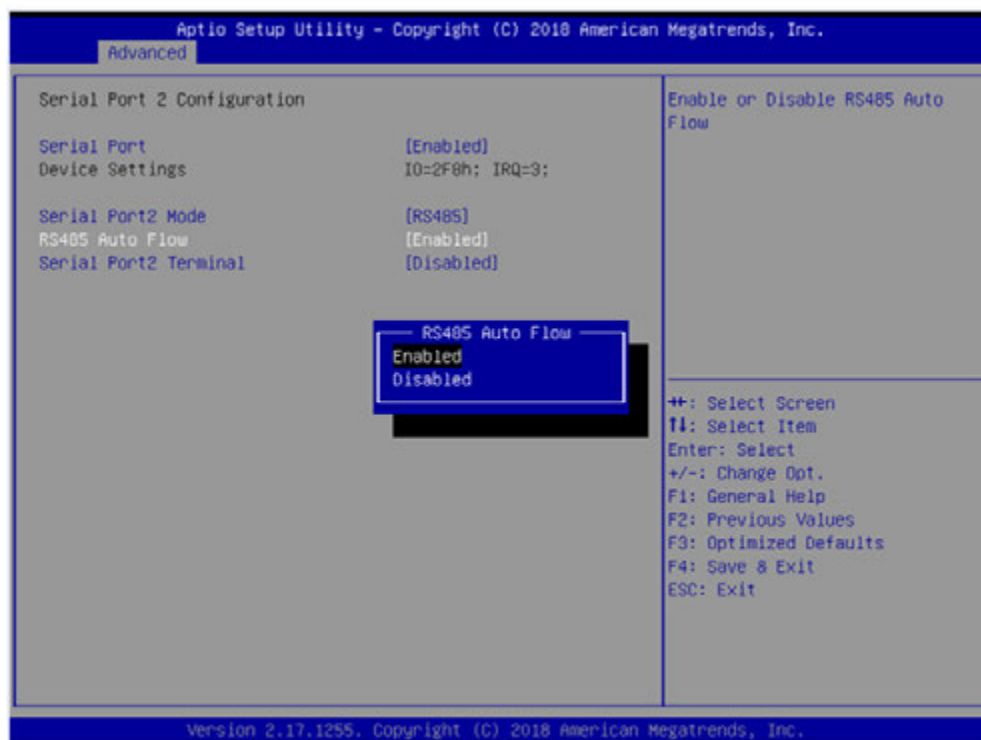 Aptio Setup Utility – Copyright (C) 2018 American Megatrends, Inc.
Advanced
Serial Port 2 Configuration
Serial Port [Enabled]
Device Settings IO=2F8h; IRQ=3;
Serial Port2 Mode [RS485]
RS485 Auto Flow [Enabled]
Serial Port2 Terminal [Disabled]
RS485 Auto Flow
Enabled
Disabled
Enable or Disable RS485 Auto
Flow
→←: Select Screen
↑↓: Select Item
Enter: Select
+/-: Change Opt.
F1: General Help
F2: Previous Values
F3: Optimized Defaults
F4: Save & Exit
ESC: Exit
Version 2.17.1255. Copyright (C) 2018 American Megatrends, Inc.